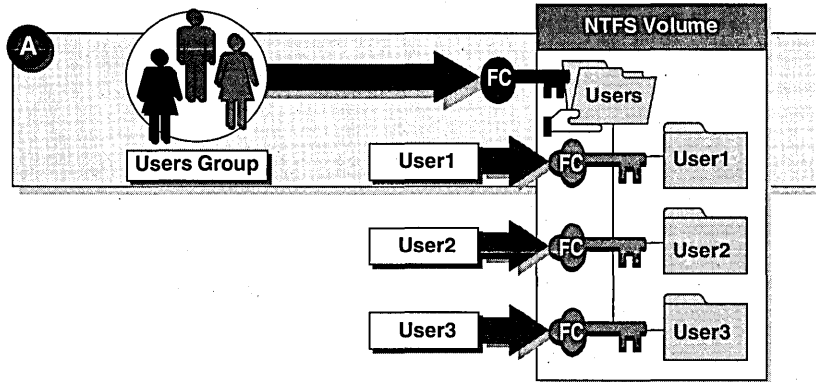 NTFS Volume
A
FC
Users
Users Group
User1
FC
User1
User2
FC
User2
User3
FC
User3